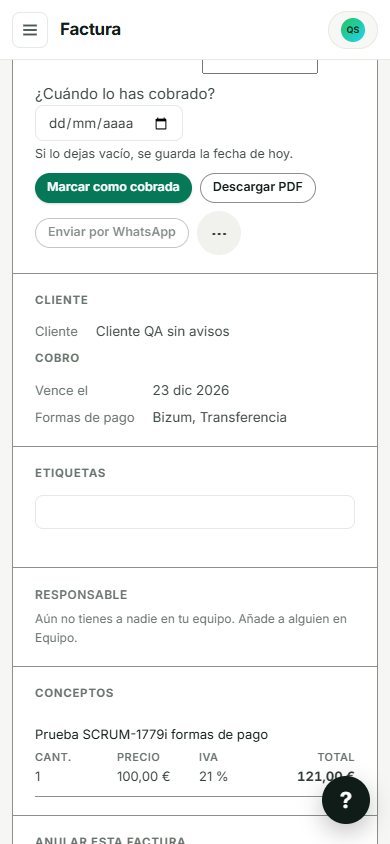 Factura
QS
¿Cuándo lo has cobrado?
dd/mm/aaaa
Si lo dejas vacío, se guarda la fecha de hoy.
Marcar como cobrada
Descargar PDF
Enviar por WhatsApp
...
CLIENTE
Cliente Cliente QA sin avisos
COBRO
Vence el 23 dic 2026
Formas de pago Bizum, Transferencia
ETIQUETAS
RESPONSABLE
Aún no tienes a nadie en tu equipo. Añade a alguien en
Equipo.
CONCEPTOS
Prueba SCRUM-1779i formas de pago
CANT. PRECIO IVA TOTAL
1 100,00 € 21 % 121,00 €
?
ANULAR ESTA FACTURA